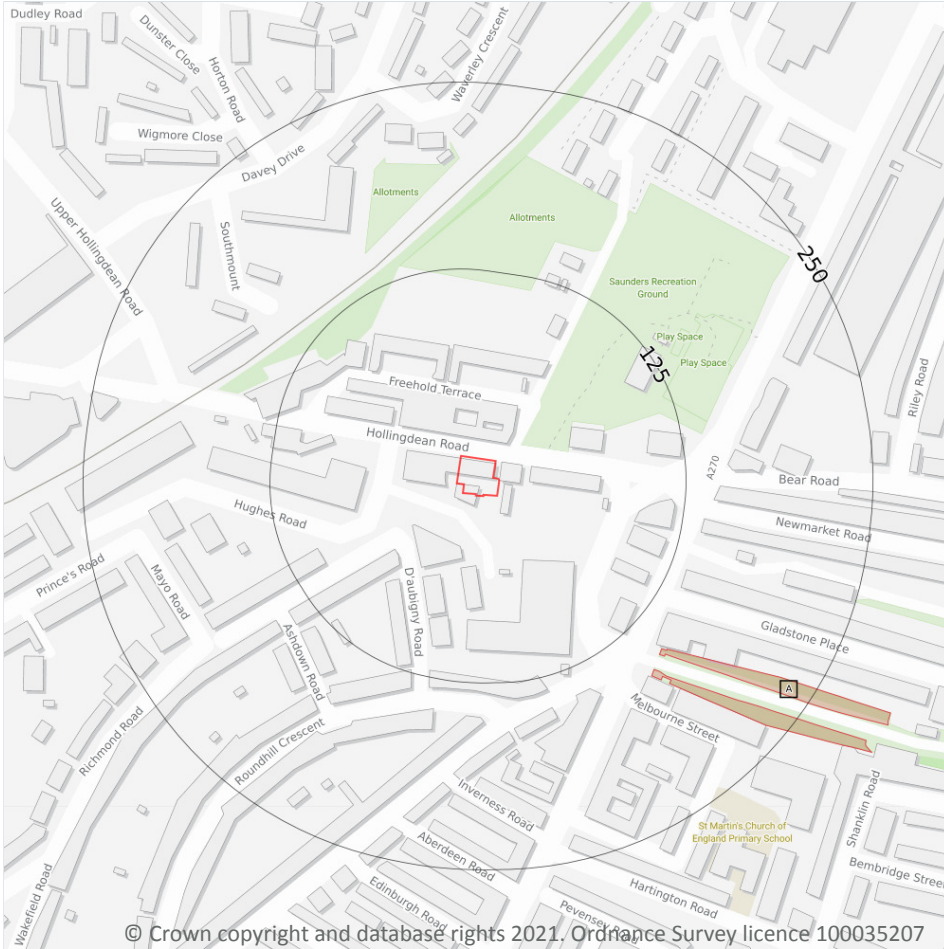 Dudley Road
Dunster Close
Horton Road
Waverley Crescent
Wigmore Close
Davey Drive
Allotments
Allotments
Upper Hollingdean Road
Southmount
250
Saunders Recreation
Ground
Play Space
Play Space
125
Freehold Terrace
Riley Road
Hollingdean Road
A270
Bear Road
Newmarket Road
Hughes Road
Prince's Road
Mayo Road
D'aubigny Road
Ashdown Road
Gladstone Place
A
Melbourne Street
Richmond Road
Roundhill Crescent
Inverness Road
Shanklin Road
St Martin's Church of
England Primary School
Aberdeen Road
Bembridge Street
Wakefield Road
Edinburgh Road
Hartington Road
Pevensey Road
© Crown copyright and database rights 2021. Ordnance Survey licence 100035207